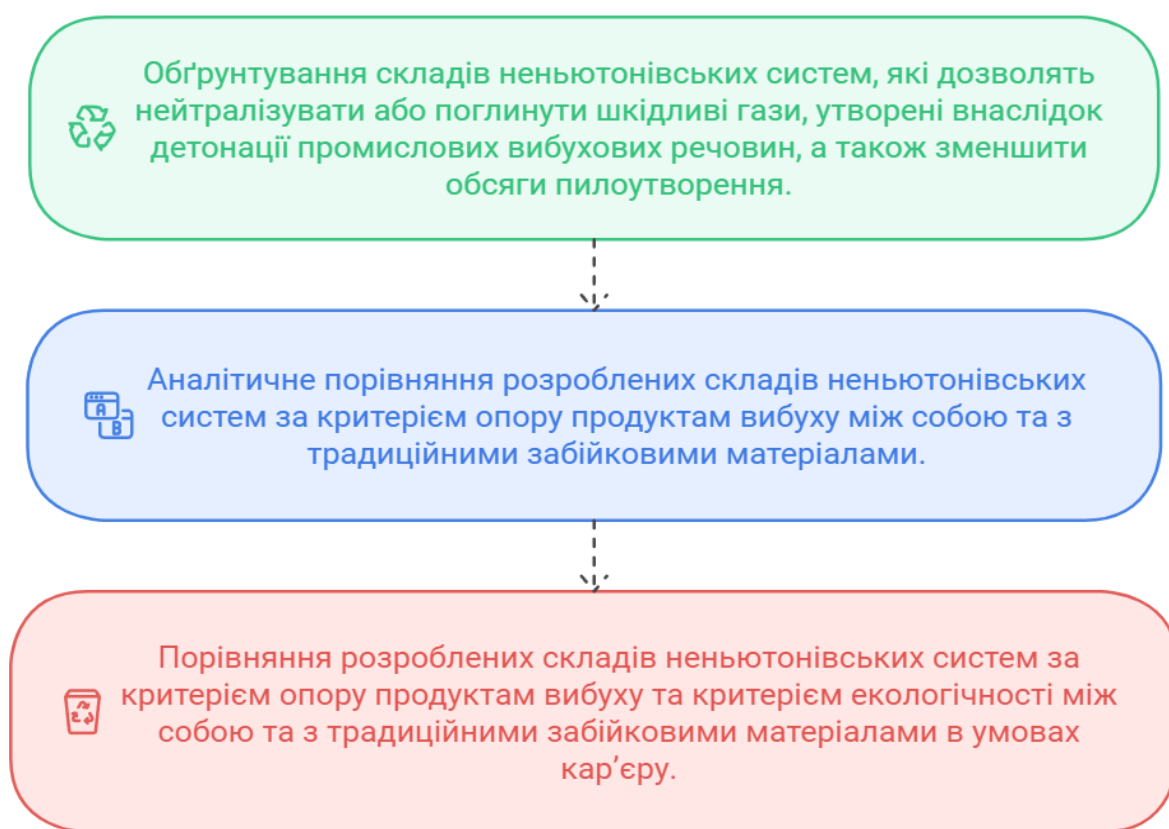 Обґрунтування складів неньютонівських систем, які дозволять
нейтралізувати або поглинути шкідливі гази, утворені внаслідок
детонації промислових вибухових речовин, а також зменшити
обсяги пилоутворення.
A
B
Аналітичне порівняння розроблених складів неньютонівських
систем за критерієм опору продуктам вибуху між собою та з
традиційними забійковими матеріалами.
Порівняння розроблених складів неньютонівських систем за
критерієм опору продуктам вибуху та критерієм екологічності між
собою та з традиційними забійковими матеріалами в умовах
кар’єру.